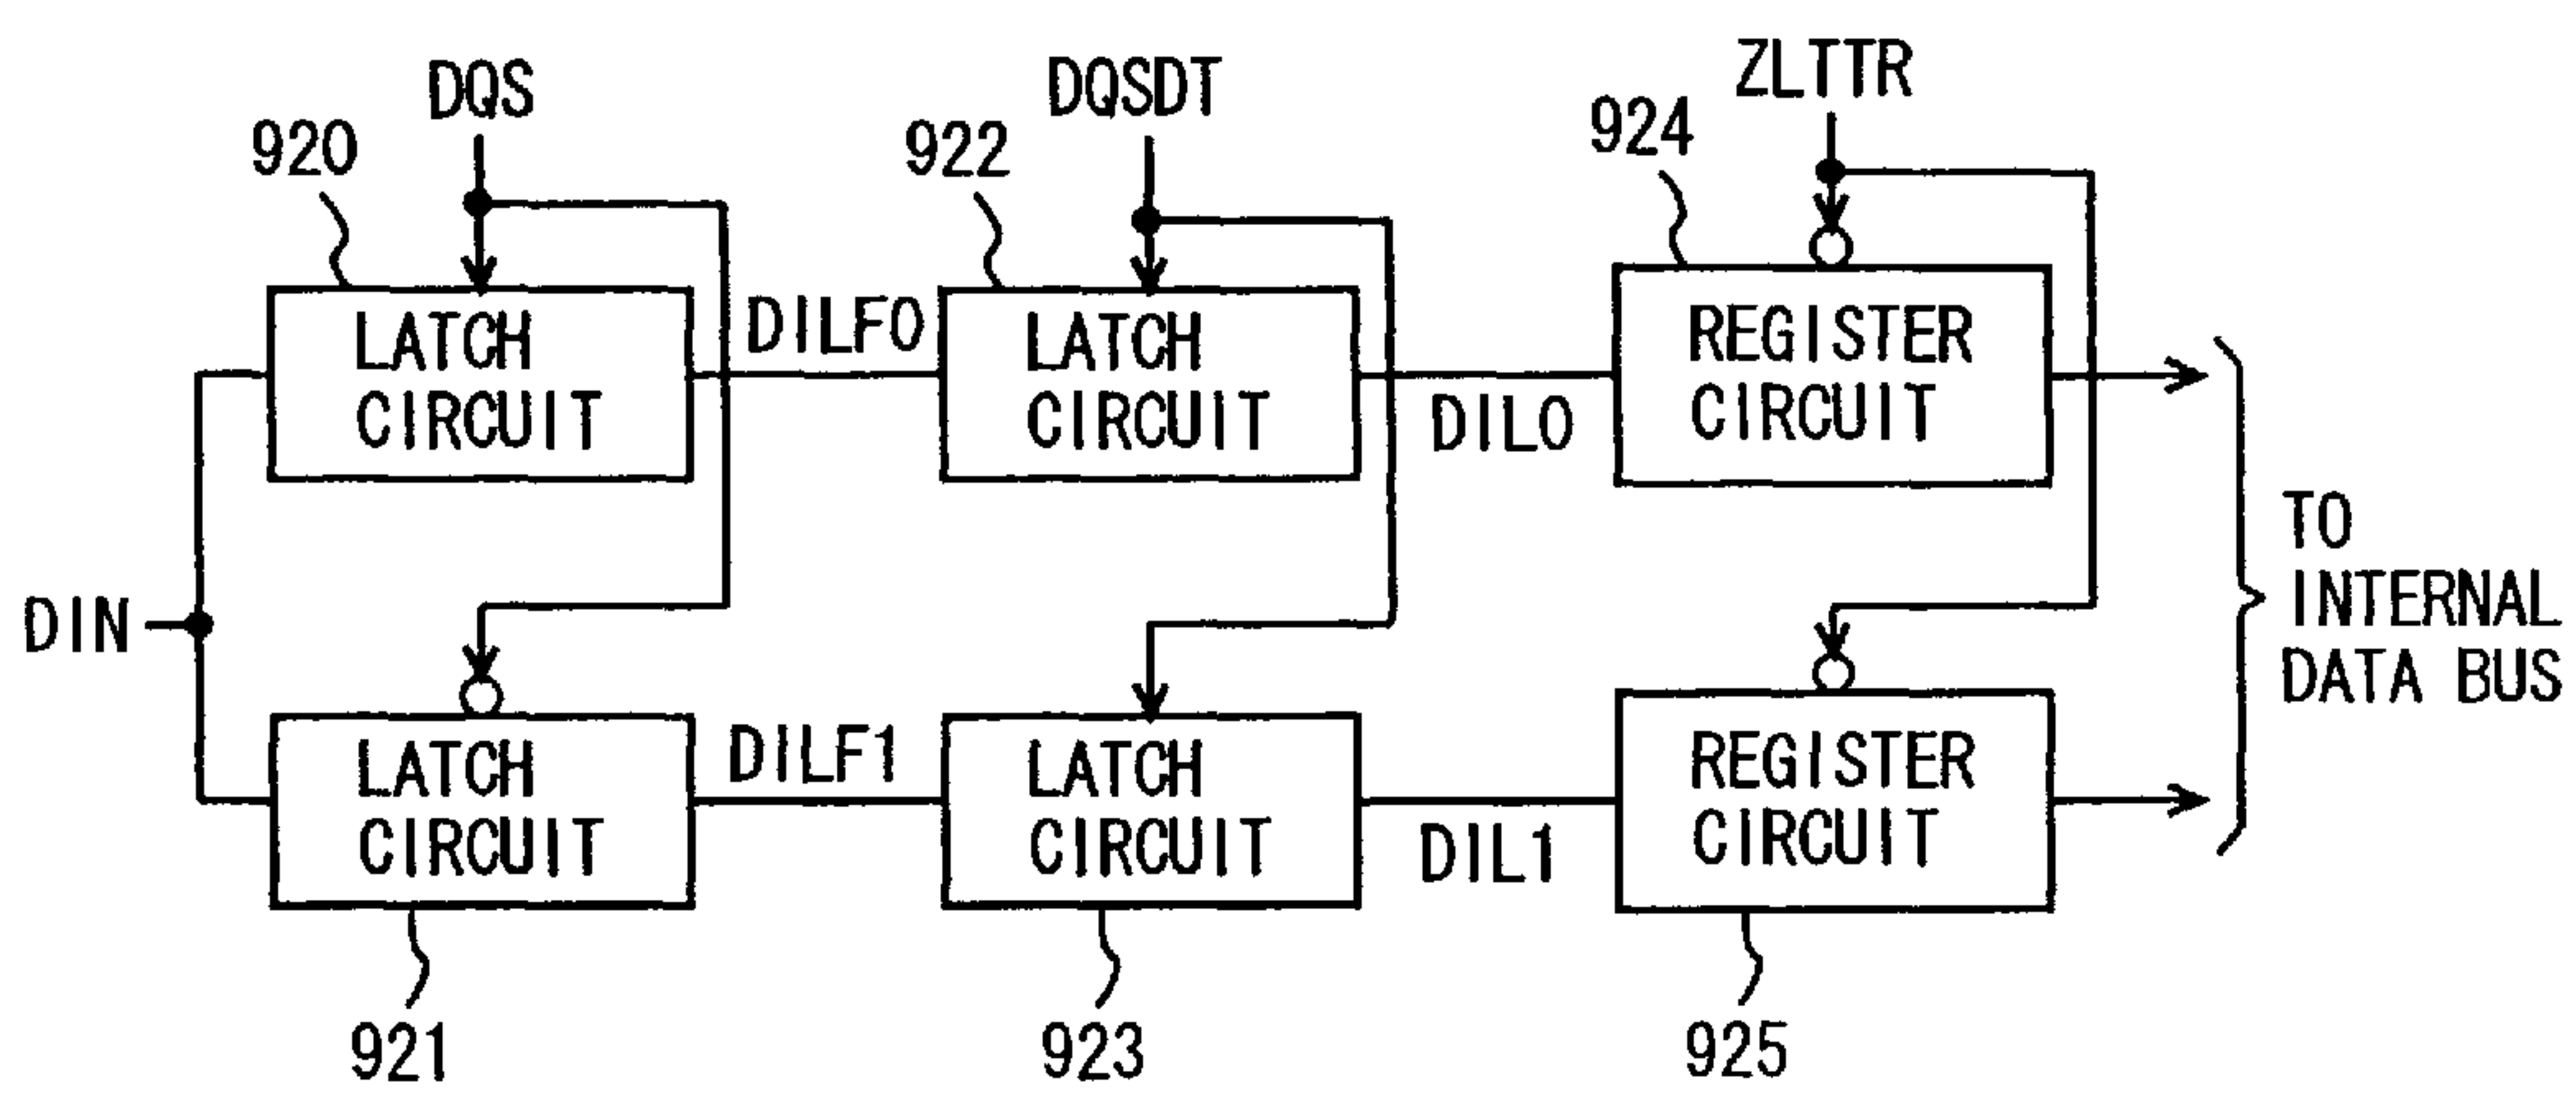 DQS
DQSDT
ZLTTR
920
922
924
LATCH
CIRCUIT
DILF0
LATCH
CIRCUIT
DIL0
REGISTER
CIRCUIT
DIN
TO
INTERNAL
DATA BUS
LATCH
CIRCUIT
DILF1
LATCH
CIRCUIT
DIL1
REGISTER
CIRCUIT
921
923
925